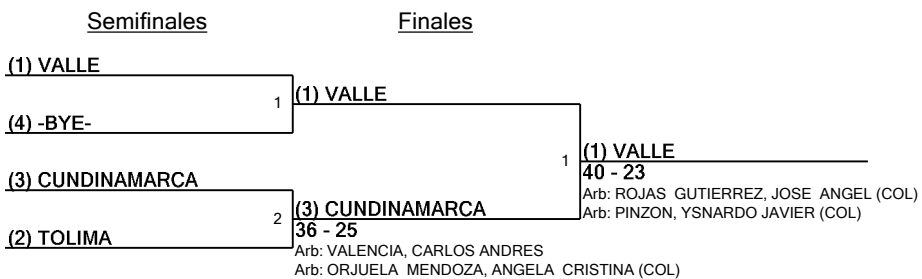 Semifinales
Finales
(1) VALLE
1
(1) VALLE
(4) -BYE-
1
(1) VALLE
40 - 23
Arb: ROJAS GUTIERREZ, JOSE ANGEL (COL)
Arb: PINZON, YSNARDO JAVIER (COL)
(3) CUNDINAMARCA
2
(3) CUNDINAMARCA
36 - 25
Arb: VALENCIA, CARLOS ANDRES
Arb: ORJUELA MENDOZA, ANGELA CRISTINA (COL)
(2) TOLIMA